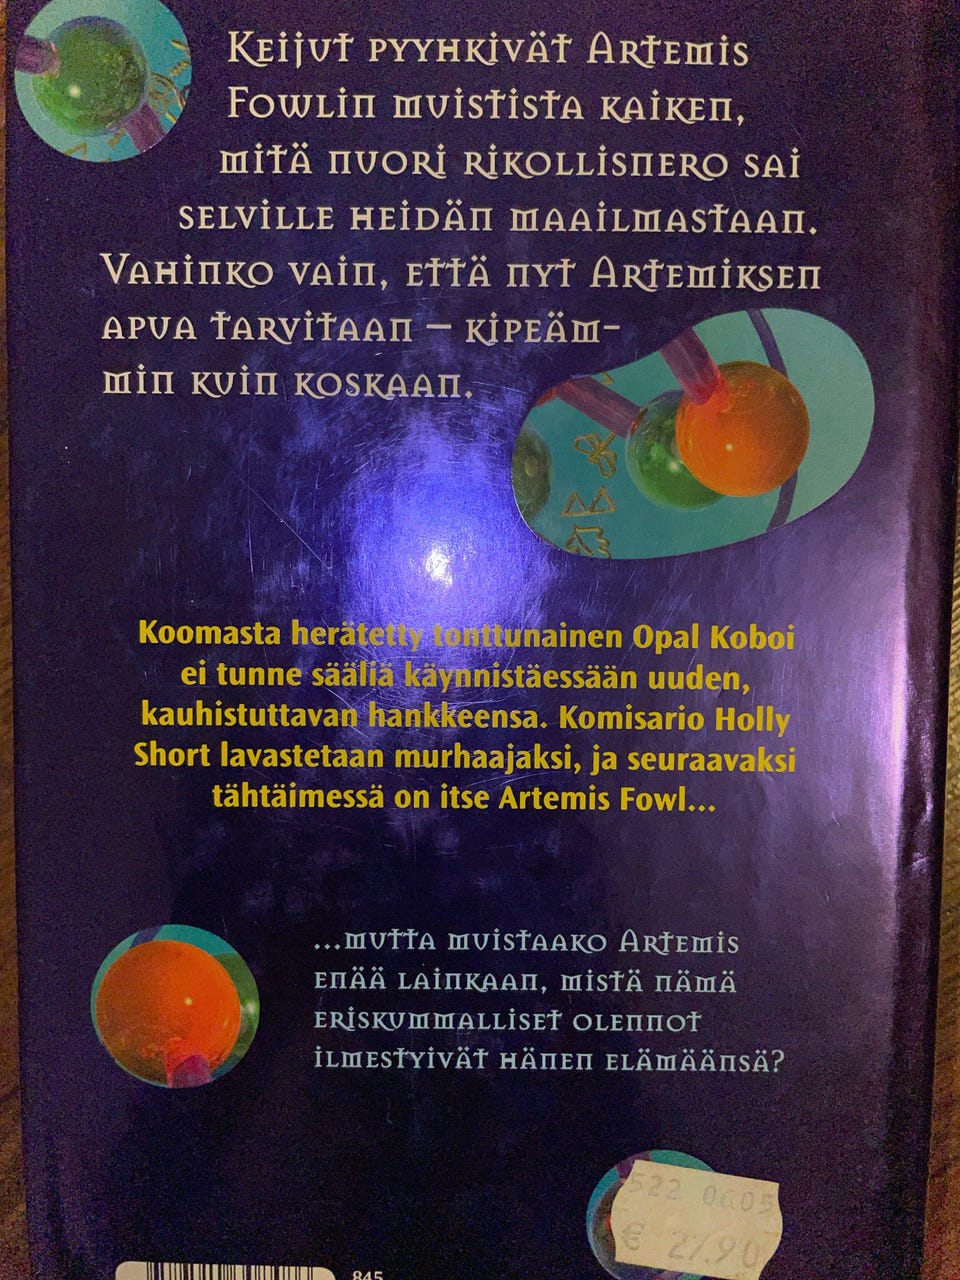 Keijut pyyhkivät Artemis
Fowlin muistista kaiken,
mitä nuori rikollisnero sai
selville heidän maailmastaan.
Vahinko vain, että nyt Artemiksen
apua tarvitaan – kipeäm-
min kuin koskaan.
Koomasta herätetty tonttunainen Opal Koboi
ei tunne sääliä käynnistäessään uuden,
kauhistuttavan hankkeensa. Komisario Holly
Short lavastetaan murhaajaksi, ja seuraavaksi
tähtäimessä on itse Artemis Fowl...
...mutta muistaako Artemis
enää lainkaan, mistä nämä
eriskummalliset olennot
ilmestyivät hänen elämäänsä?
522 0605
€ 27.90
845